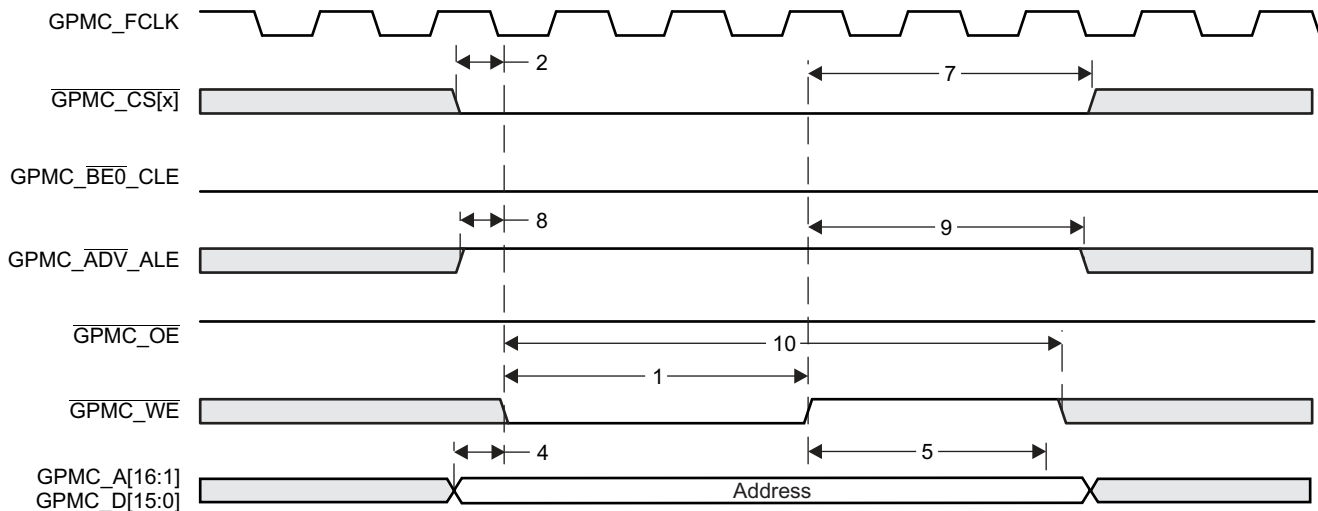 GPMC_FCLK
2
7
GPMC_CS[x]
GPMC_BE0_CLE
8
9
GPMC_ADV_ALE
GPMC_OE
10
1
GPMC_WE
4
5
GPMC_A[16:1]
GPMC_D[15:0]
Address